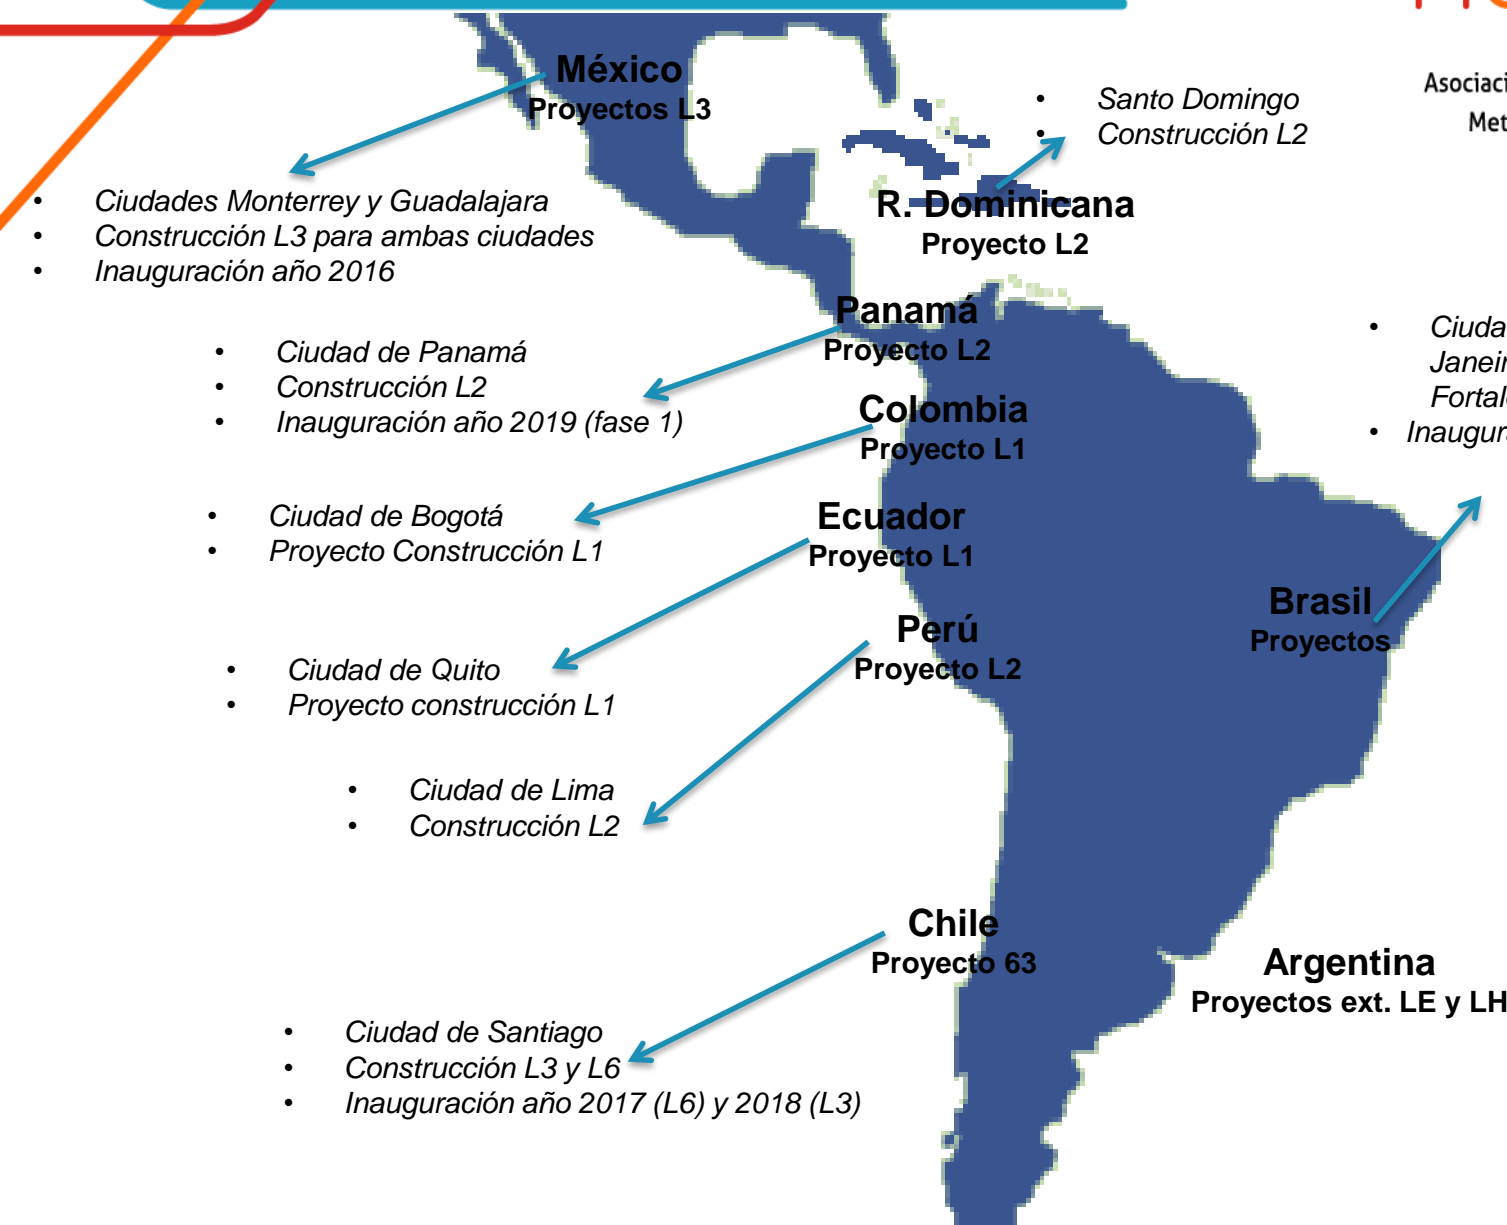 México
Proyectos L3
• Santo Domingo
• Construcción L2
R. Dominicana
Proyecto L2
• Ciudades Monterrey y Guadalajara
• Construcción L3 para ambas ciudades
• Inauguración año 2016
Panamá
Proyecto L2
• Ciudad de Panamá
• Construcción L2
• Inauguración año 2019 (fase 1)
Colombia
Proyecto L1
• Ciudad de Bogotá
• Proyecto Construcción L1
Ecuador
Proyecto L1
• Ciudad de Quito
• Proyecto construcción L1
Brasil
Proyectos
Perú
Proyecto L2
• Ciudad de Lima
• Construcción L2
Chile
Proyecto 63
• Ciudad de Santiago
• Construcción L3 y L6
• Inauguración año 2017 (L6) y 2018 (L3)
Argentina
Proyectos ext. LE y LH